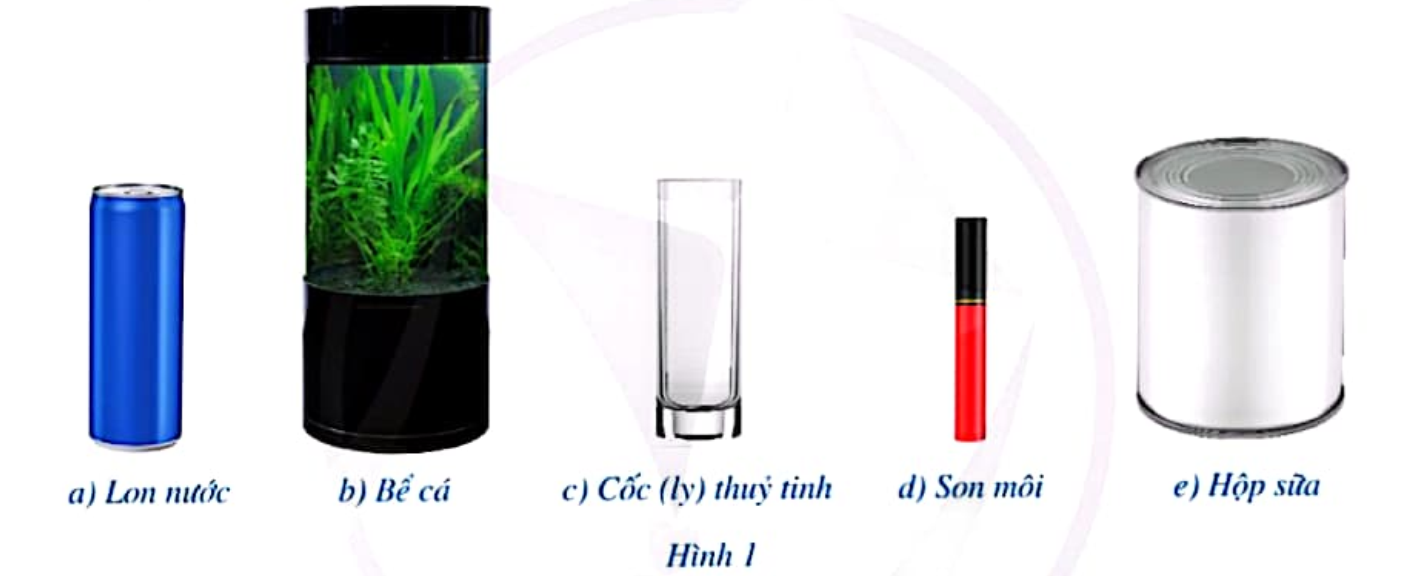 a) Lon nước b) Bể cá c) Cốc (ly) thuỷ tinh d) Son môi e) Hộp sữa
Hình 1